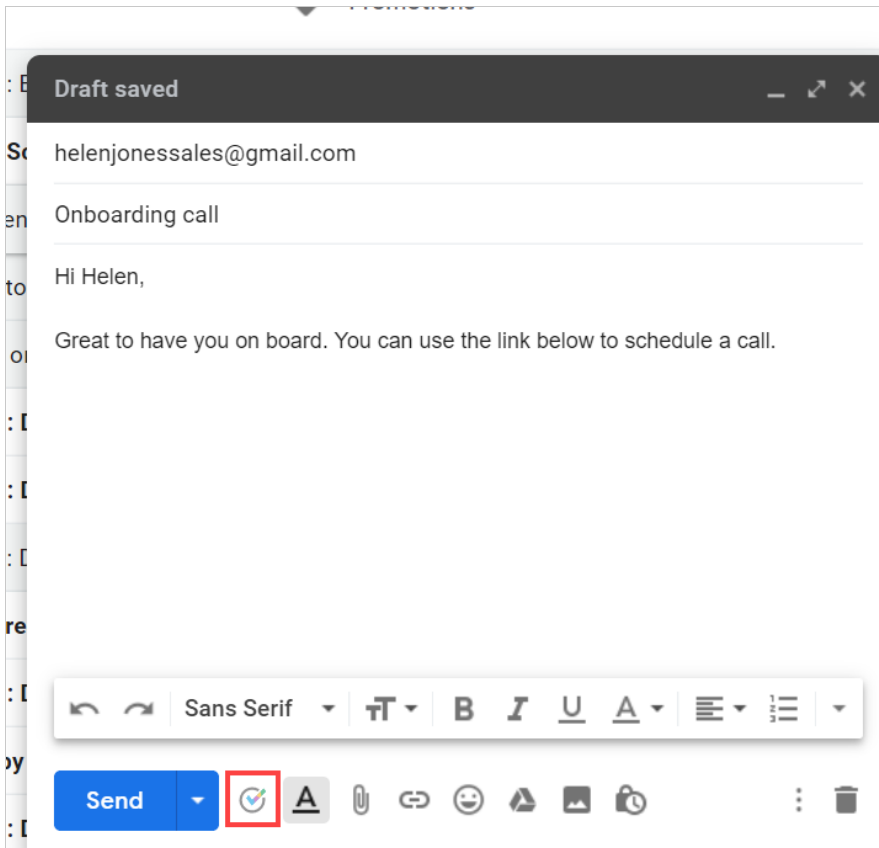 Draft saved
helenjonessales@gmail.com
Onboarding call
Hi Helen,
Great to have you on board. You can use the link below to schedule a call.
Sans Serif
B I U A
Send
A